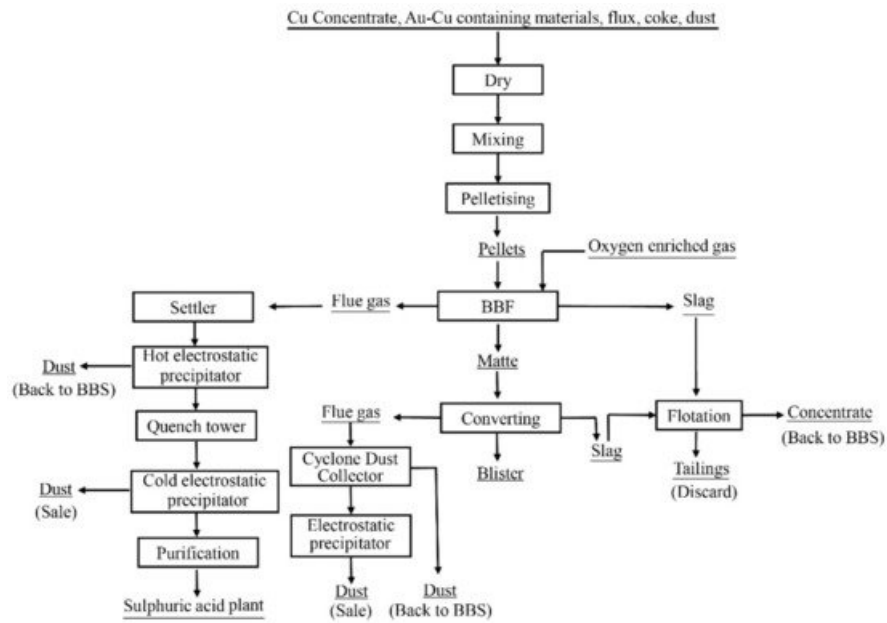 Cu Concentrate, Au-Cu containing materials, flux, coke, dust
Dry
Mixing
Pelletising
Pellets
Oxygen enriched gas
Settler
Flue gas
BBF
Slag
Dust
(Back to BBS)
Hot electrostatic
precipitator
Matte
Quench tower
Flue gas
Converting
Slag
Flotation
Concentrate
(Back to BBS)
Dust
(Sale)
Cold electrostatic
precipitator
Cyclone Dust
Collector
Blister
Tailings
(Discard)
Purification
Electrostatic
precipitator
Sulphuric acid plant
Dust
(Sale)
Dust
(Back to BBS)